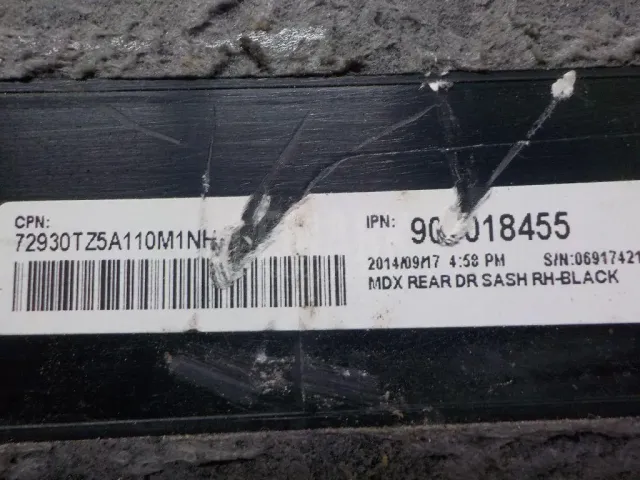 CPN:
72930TZ5A110M1NH
IPN:
2014/09/17 4:58 PM S/N:06917421
MDX REAR DR SASH RH-BLACK